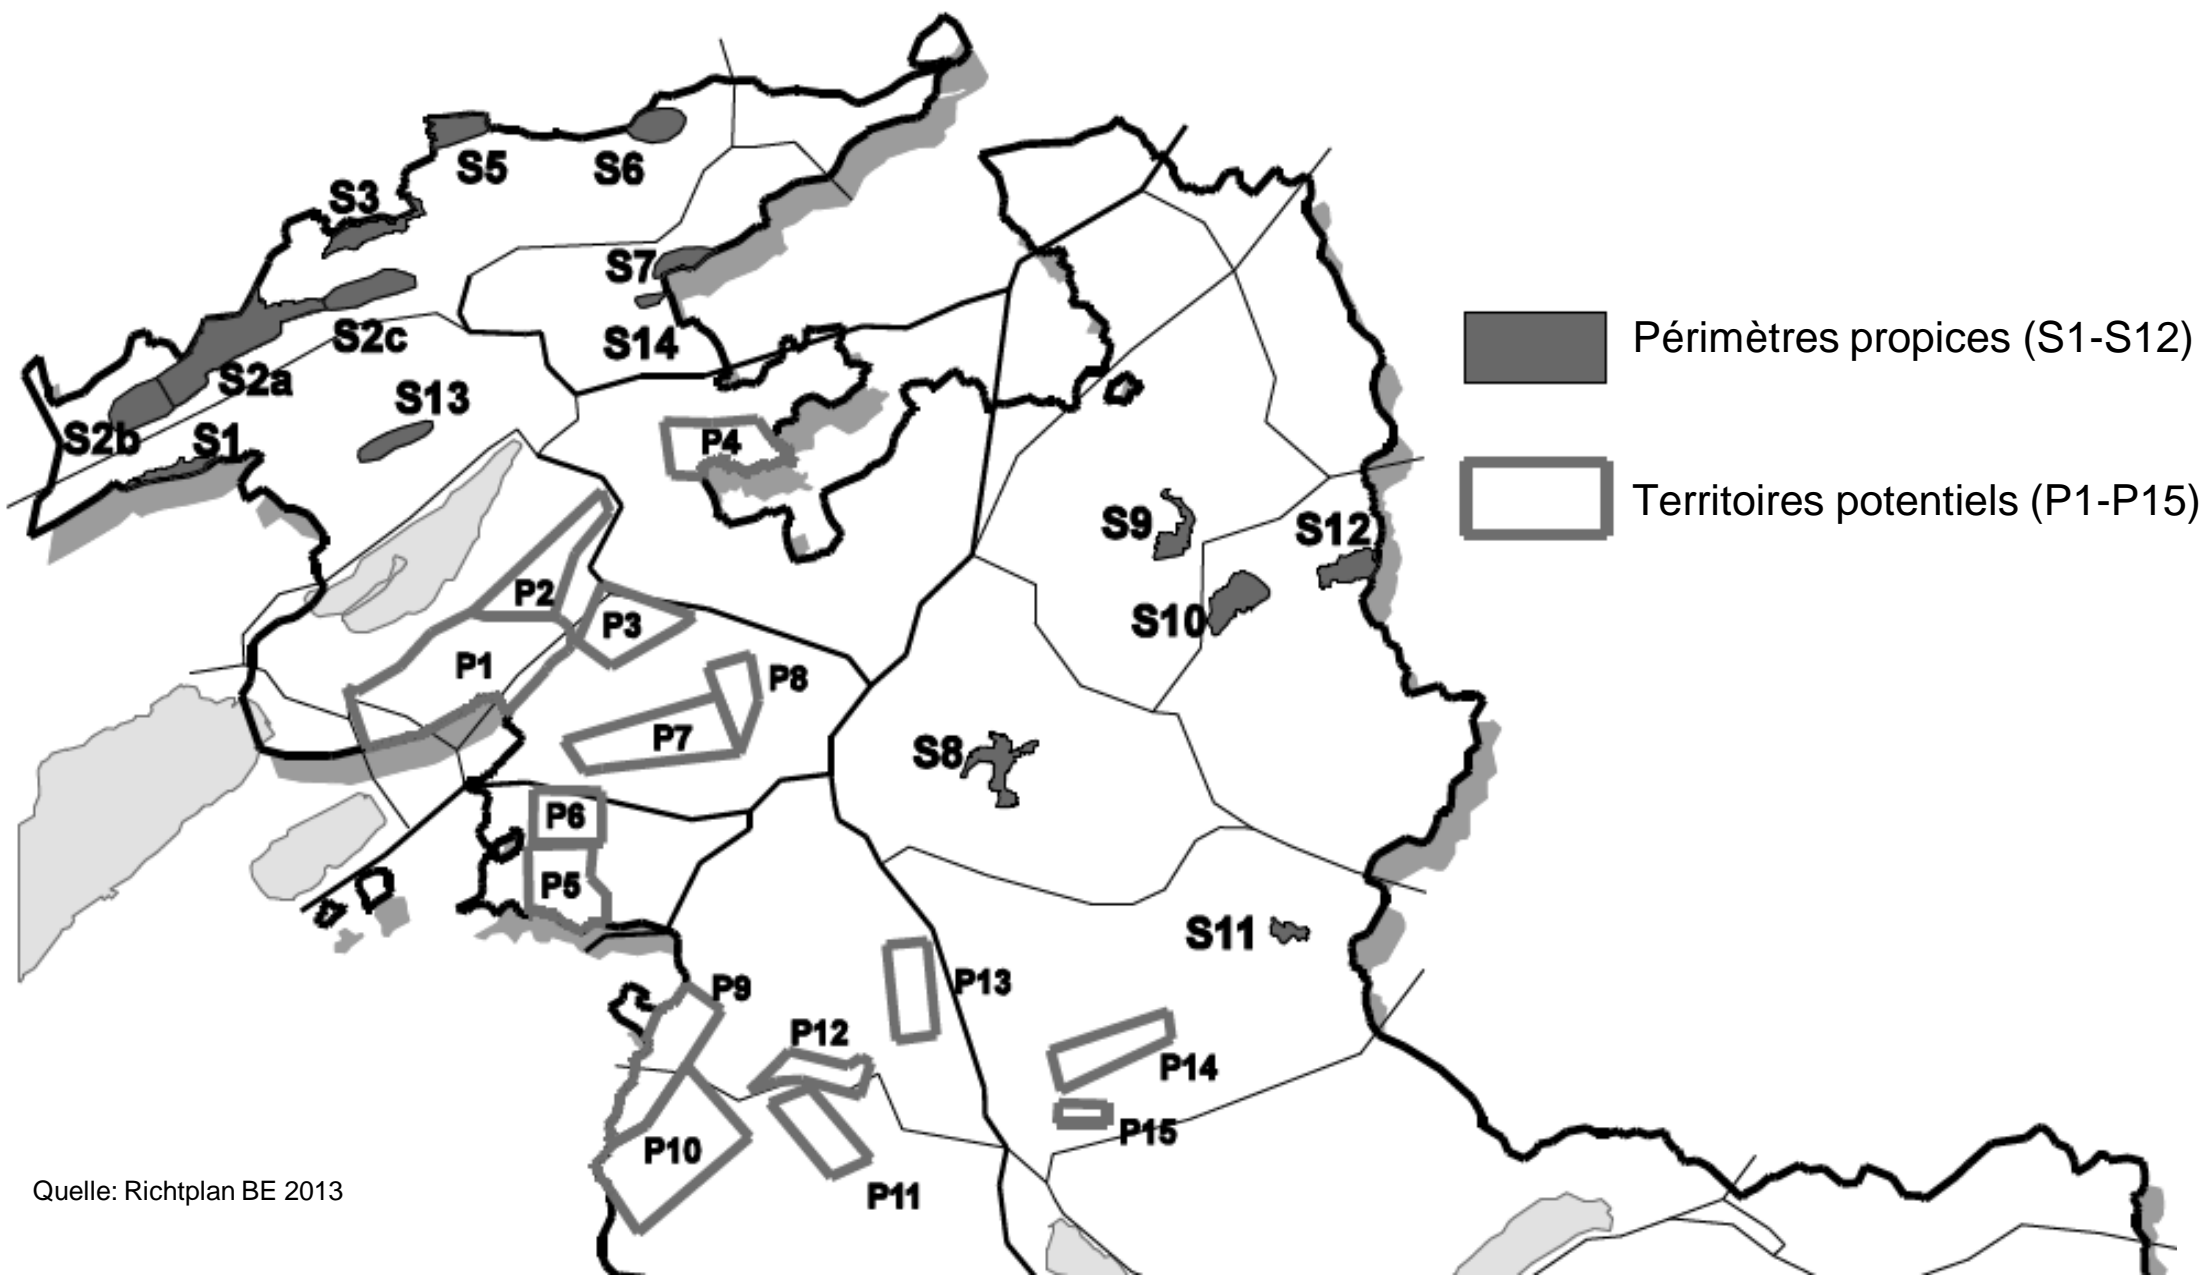 S5
S6
S3
S7
S2c
S14
S2a
S13
S2b
S1
P4
S9
S12
S10
P2
P3
P1
P8
P7
S8
P6
P5
S11
P13
P9
P12
P14
P15
P10
P11
Périmètres propices (S1-S12)
Territoires potentiels (P1-P15)
Quelle: Richtplan BE 2013